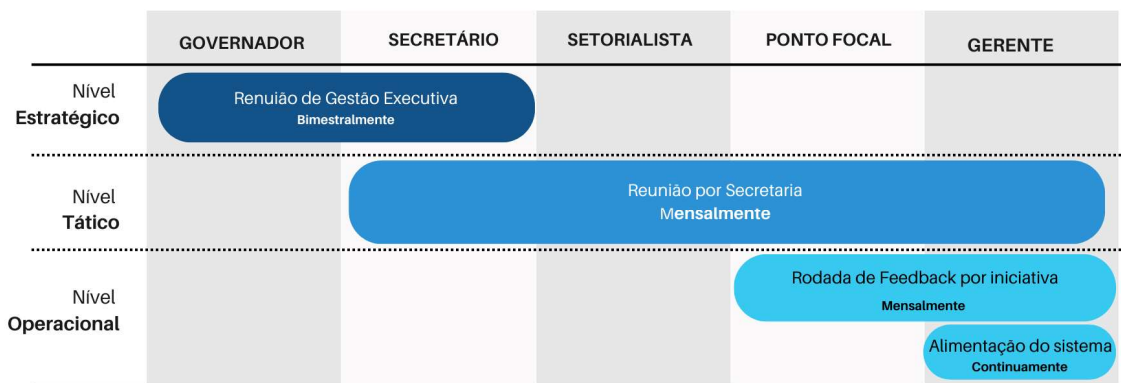 GOVERNADOR SECRETÁRIO SETORIALISTA PONTO FOCAL GERENTE
Nível
Estratégico
Renuião de Gestão Executiva
Bimestralmente
Nível
Tático
Reunião por Secretaria
Mensalmente
Nível
Operacional
Rodada de Feedback por iniciativa
Mensalmente
Alimentação do sistema
Continuamente